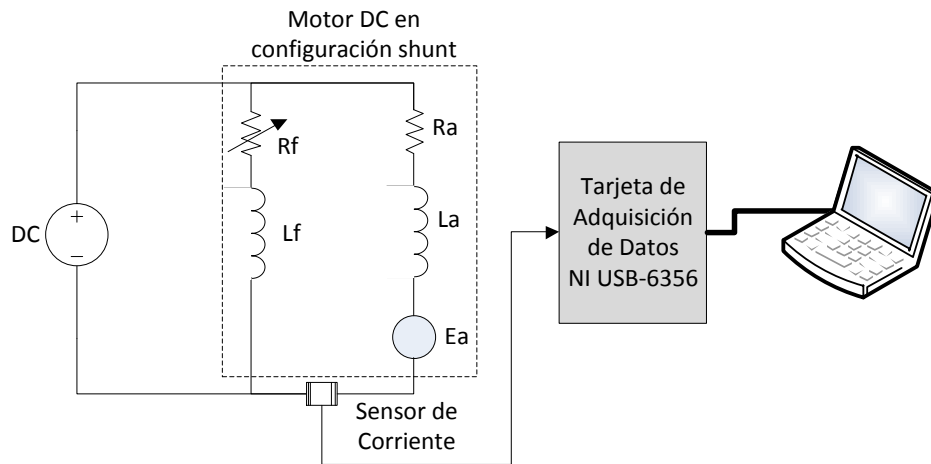 Motor DC en
configuración shunt
Rf
Ra
DC
+
−
Lf
La
Ea
Sensor de
Corriente
Tarjeta de
Adquisición
de Datos
NI USB-6356